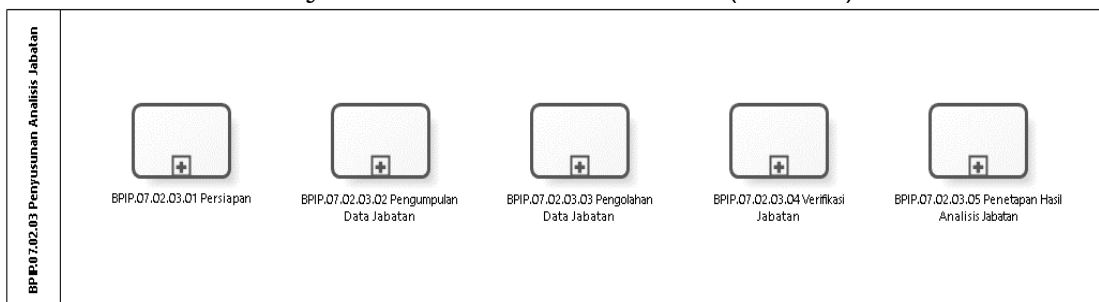 BPIP.07.02.03 Penyusunan Analisis Jabatan
BPIP.07.02.03.01 Persiapan
BPIP.07.02.03.02 Pengumpulan
Data Jabatan
BPIP.07.02.03.03 Pengolahan
Data Jabatan
BPIP.07.02.03.04 Verifikasi
Jabatan
BPIP.07.02.03.05 Penetapan Hasil
Analisis Jabatan